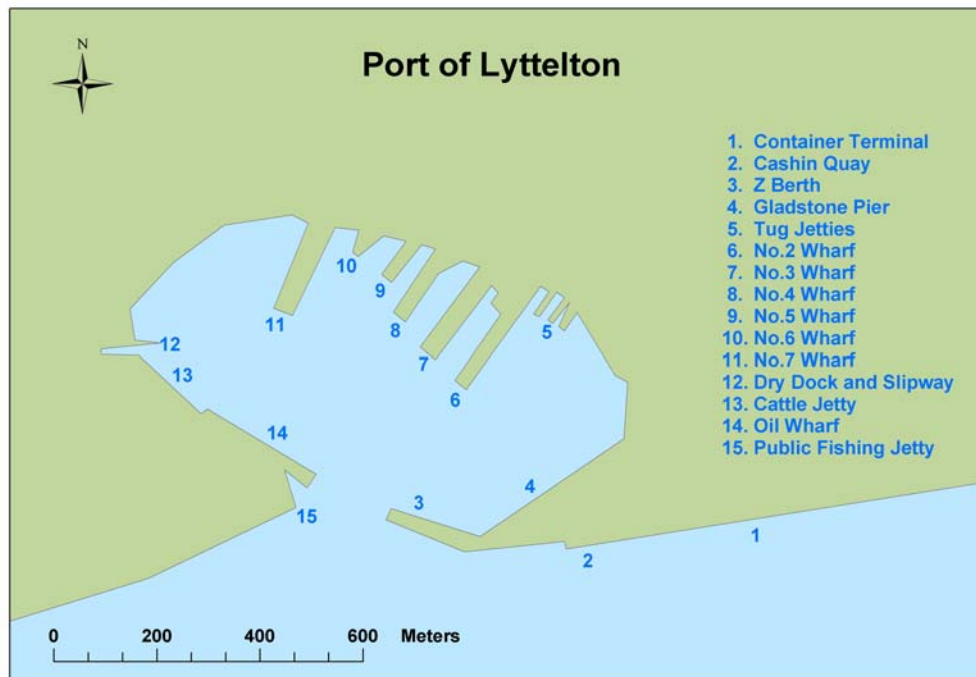 N
Port of Lyttelton
1. Container Terminal
2. Cashin Quay
3. Z Berth
4. Gladstone Pier
5. Tug Jetties
6. No.2 Wharf
7. No.3 Wharf
8. No.4 Wharf
9. No.5 Wharf
10. No.6 Wharf
11. No.7 Wharf
12. Dry Dock and Slipway
13. Cattle Jetty
14. Oil Wharf
15. Public Fishing Jetty
10
9
11
8
5
12
7
13
6
14
4
3
15
1
2
0 200 400 600 Meters